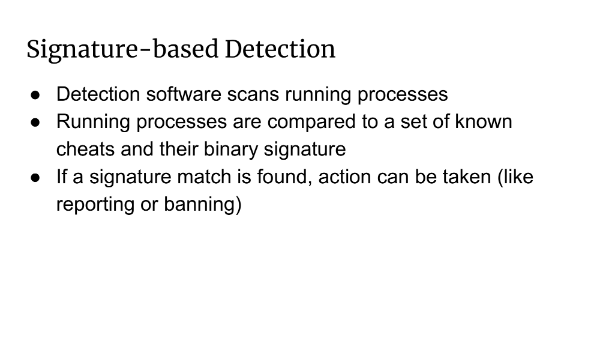 Signature-based Detection
● Detection software scans running processes
● Running processes are compared to a set of known
cheats and their binary signature
● If a signature match is found, action can be taken (like
reporting or banning)